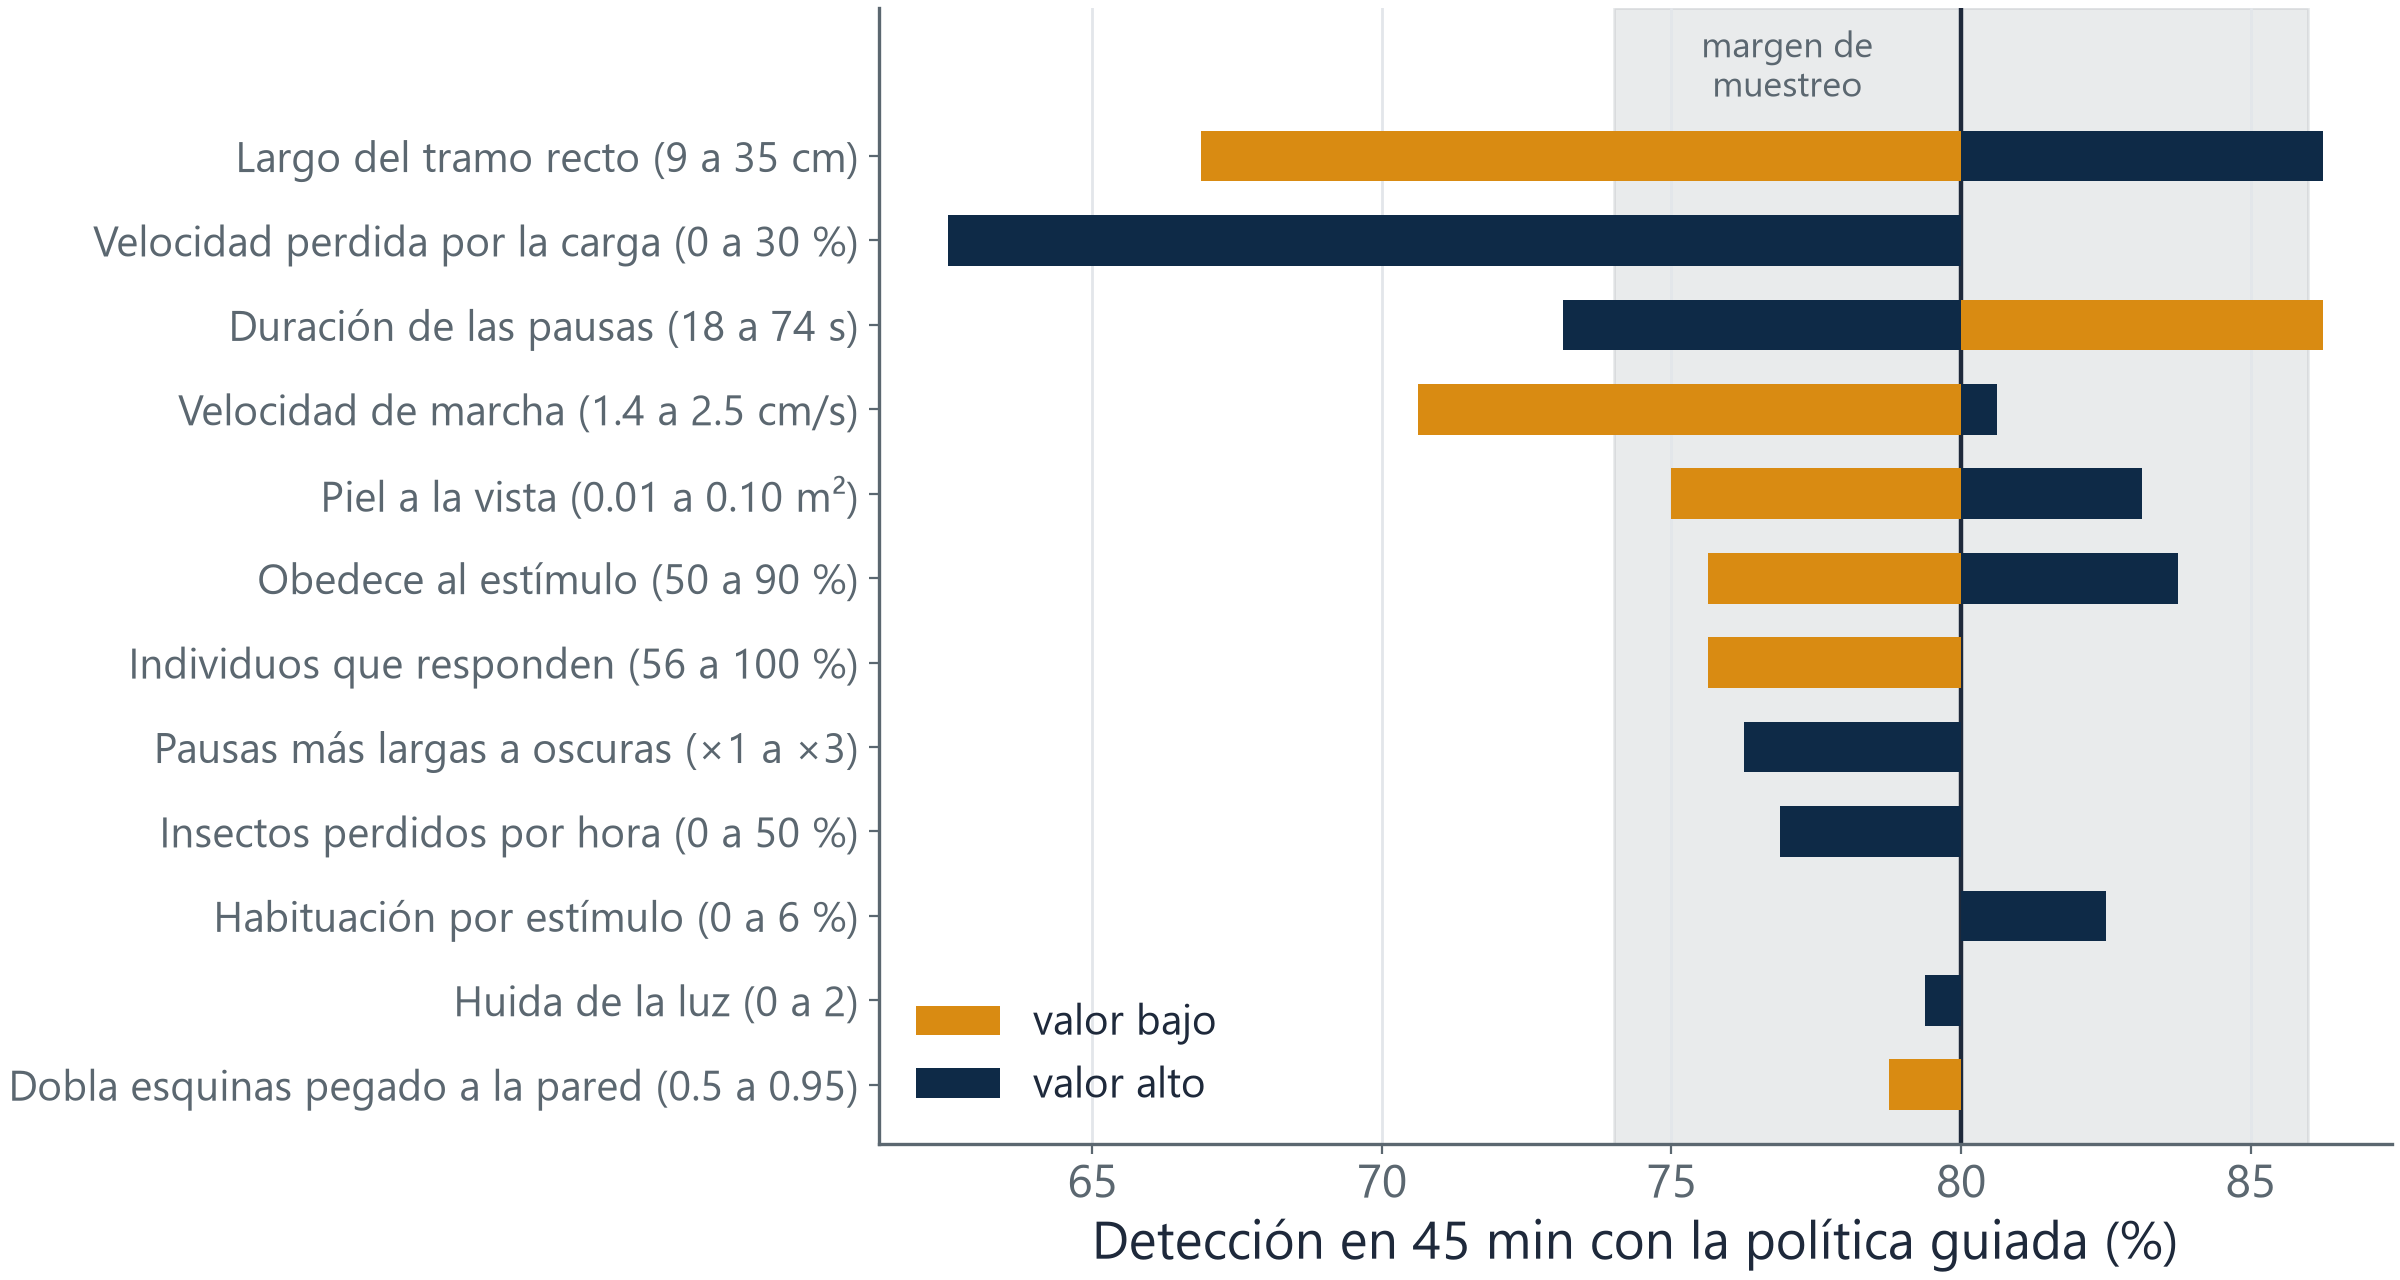 margen de
muestreo
Largo del tramo recto (9 a 35 cm)
Velocidad perdida por la carga (0 a 30 %)
Duración de las pausas (18 a 74 s)
Velocidad de marcha (1.4 a 2.5 cm/s)
Piel a la vista (0.01 a 0.10 m²)
Obedece al estímulo (50 a 90 %)
Individuos que responden (56 a 100 %)
Pausas más largas a oscuras (×1 a ×3)
Insectos perdidos por hora (0 a 50 %)
Habituación por estímulo (0 a 6 %)
Huida de la luz (0 a 2)
Dobla esquinas pegado a la pared (0.5 a 0.95)
valor bajo
valor alto
65 70 75 80 85
Detección en 45 min con la política guiada (%)